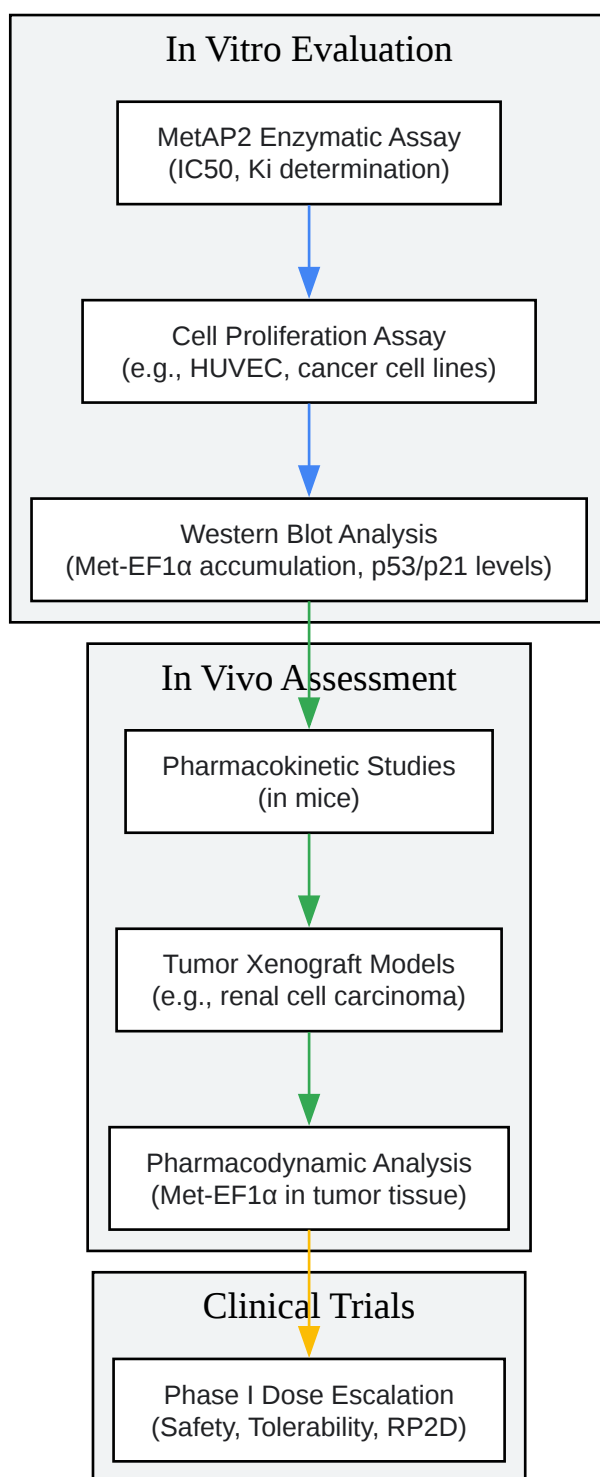 In Vitro Evaluation
MetAP2 Enzymatic Assay
(IC50, Ki determination)
Cell Proliferation Assay
(e.g., HUVEC, cancer cell lines)
Western Blot Analysis
(Met-EF1α accumulation, p53/p21 levels)
In Vivo Assessment
Pharmacokinetic Studies
(in mice)
Tumor Xenograft Models
(e.g., renal cell carcinoma)
Pharmacodynamic Analysis
(Met-EF1α in tumor tissue)
Clinical Trials
Phase I Dose Escalation
(Safety, Tolerability, RP2D)